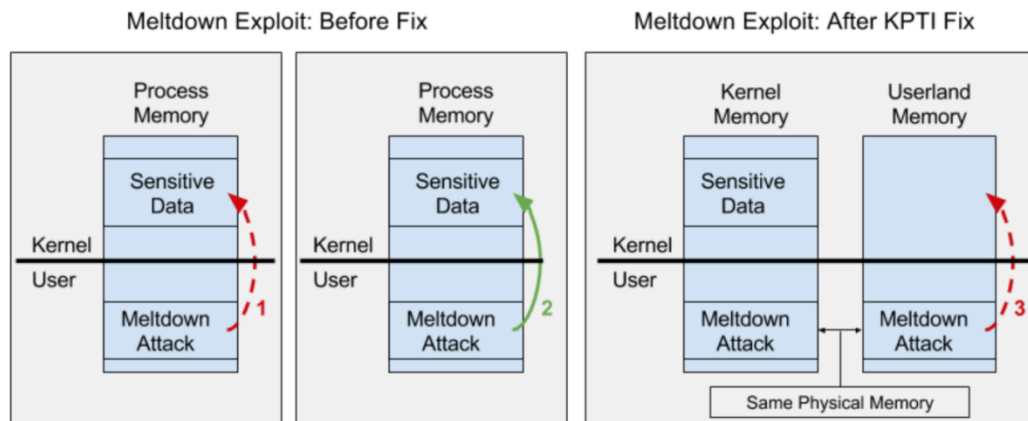 Meltdown Exploit: Before Fix
Meltdown Exploit: After KPTI Fix
Process
Memory
Sensitive
Data
Kernel
User
1
Meltdown
Attack
Process
Memory
Sensitive
Data
Kernel
User
2
Meltdown
Attack
Kernel
Memory
Userland
Memory
Sensitive
Data
Kernel
User
Meltdown
Attack
Meltdown
Attack
3
Same Physical Memory